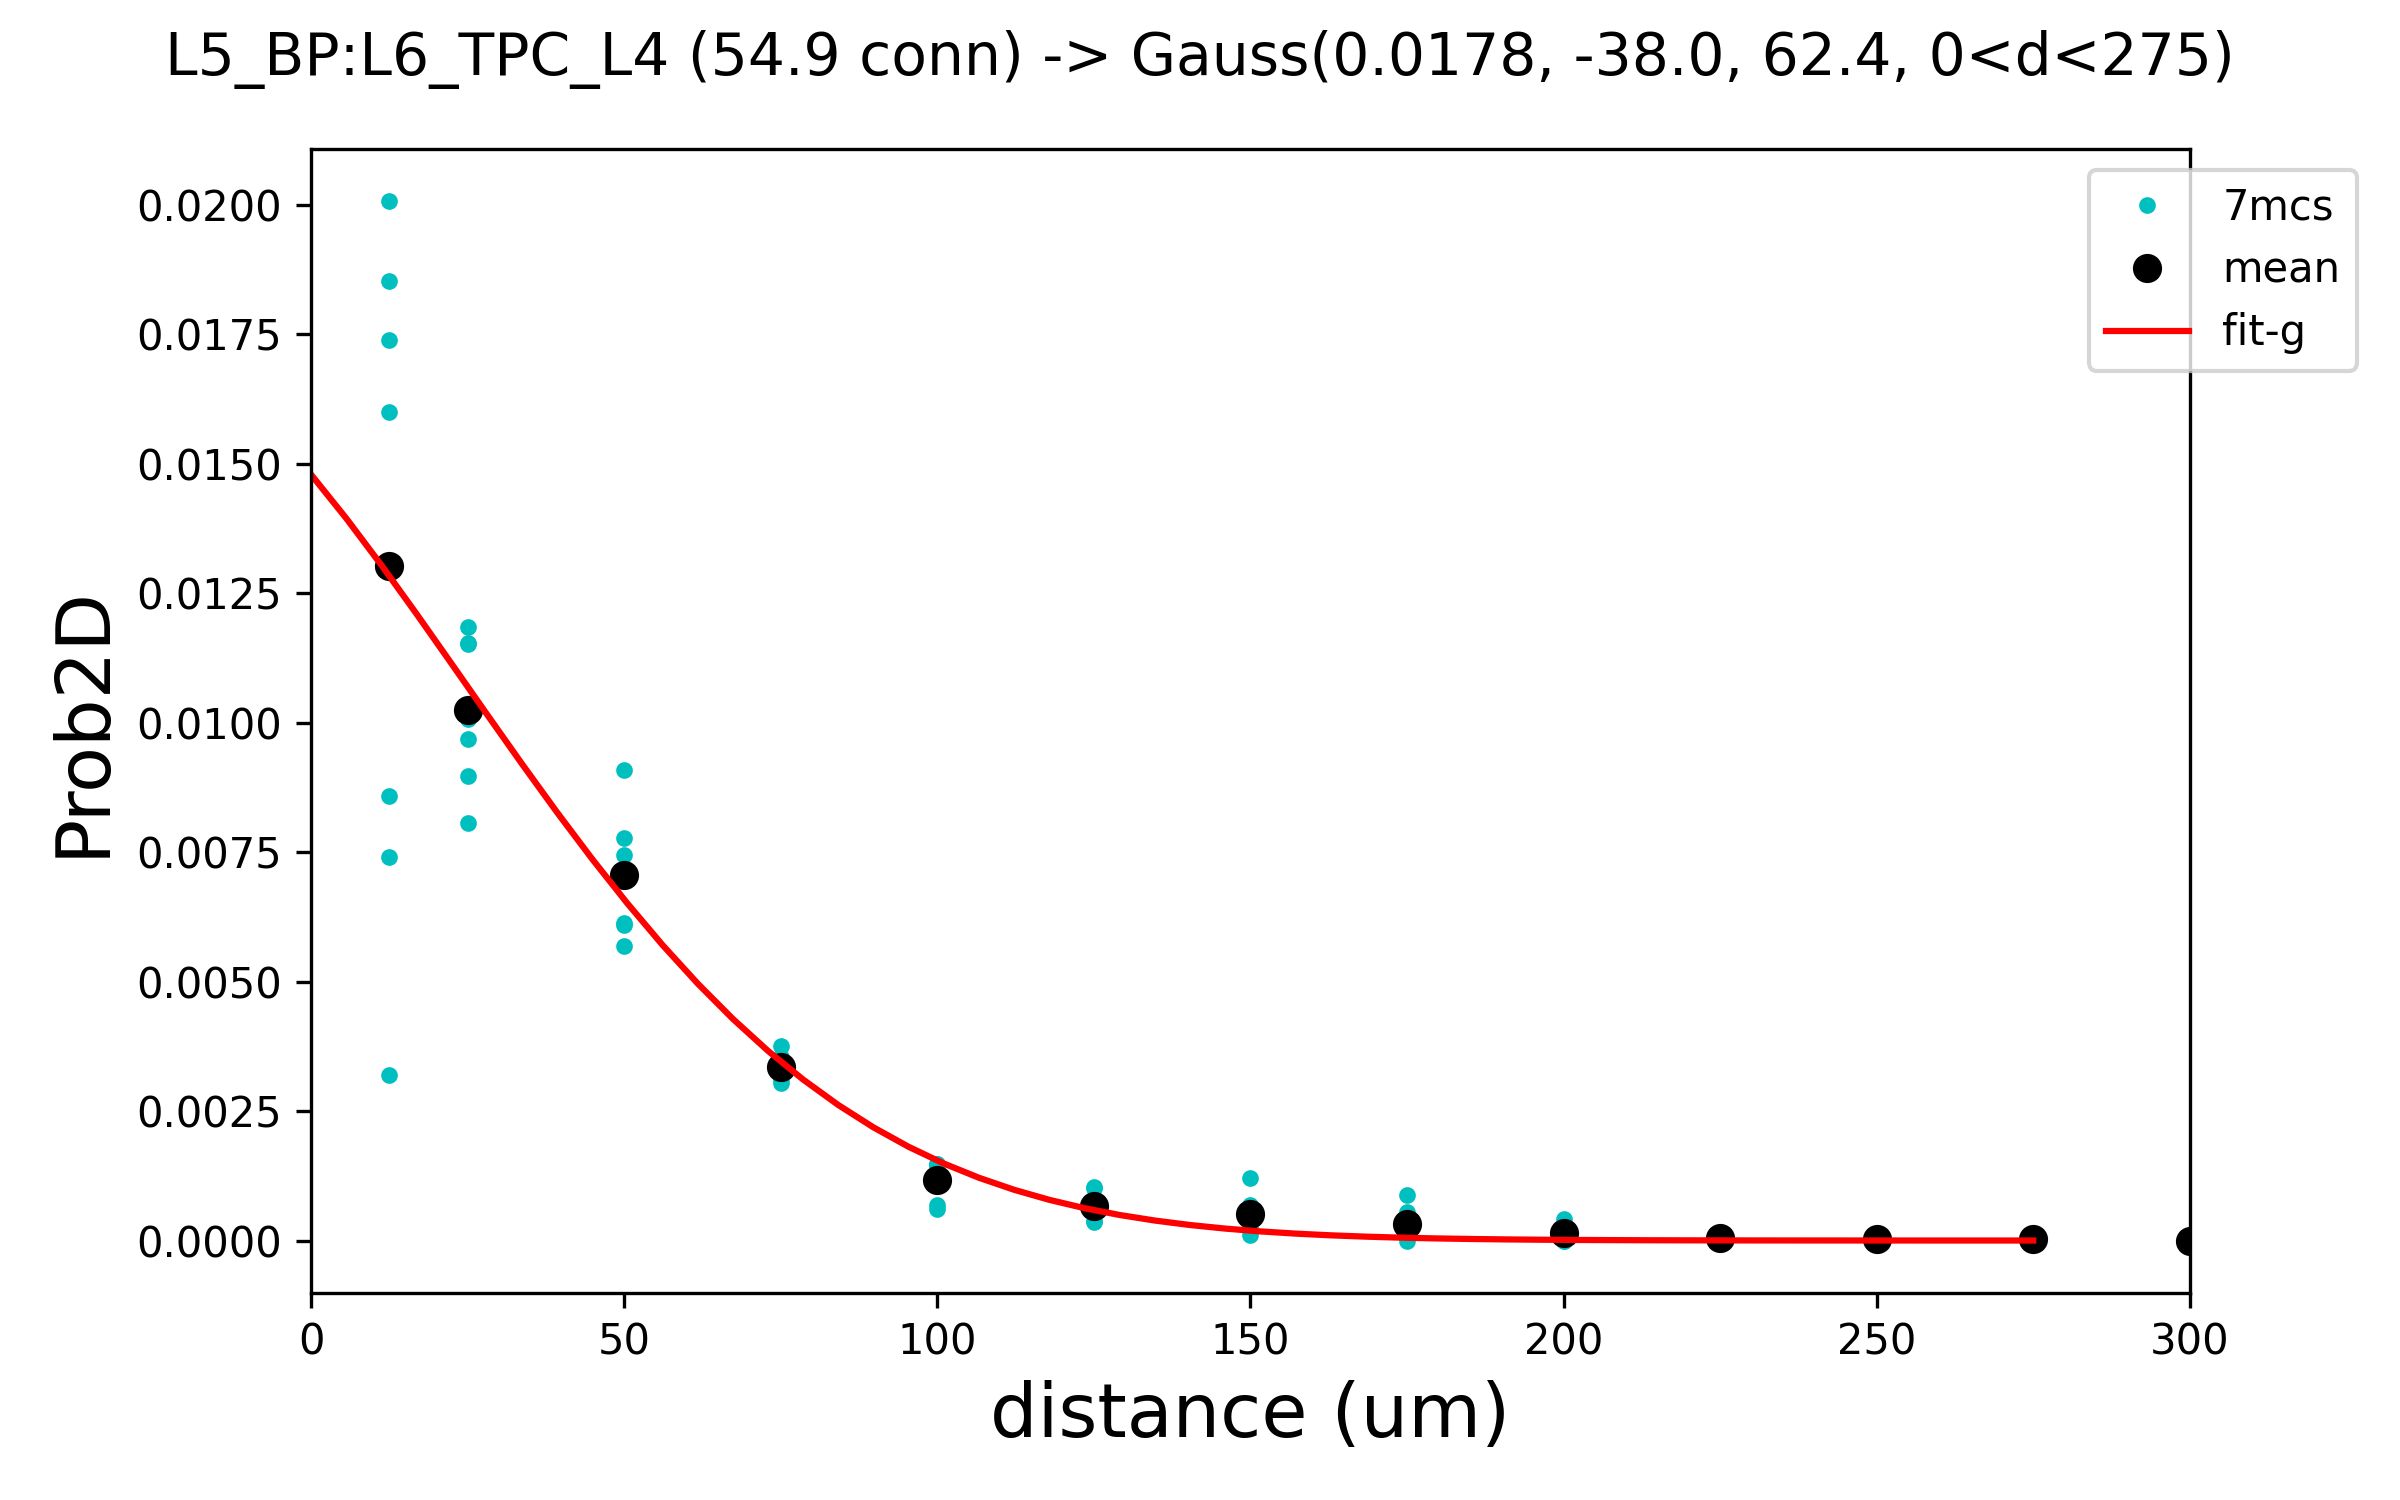 L5_BP:L6_TPC_L4 (54.9 conn) -> Gauss(0.0178, -38.0, 62.4, 0<d<275)
7mcs
mean
fit-g
Prob2D
0.0200
0.0175
0.0150
0.0125
0.0100
0.0075
0.0050
0.0025
0.0000
0 50 100 150 200 250 300
distance (um)